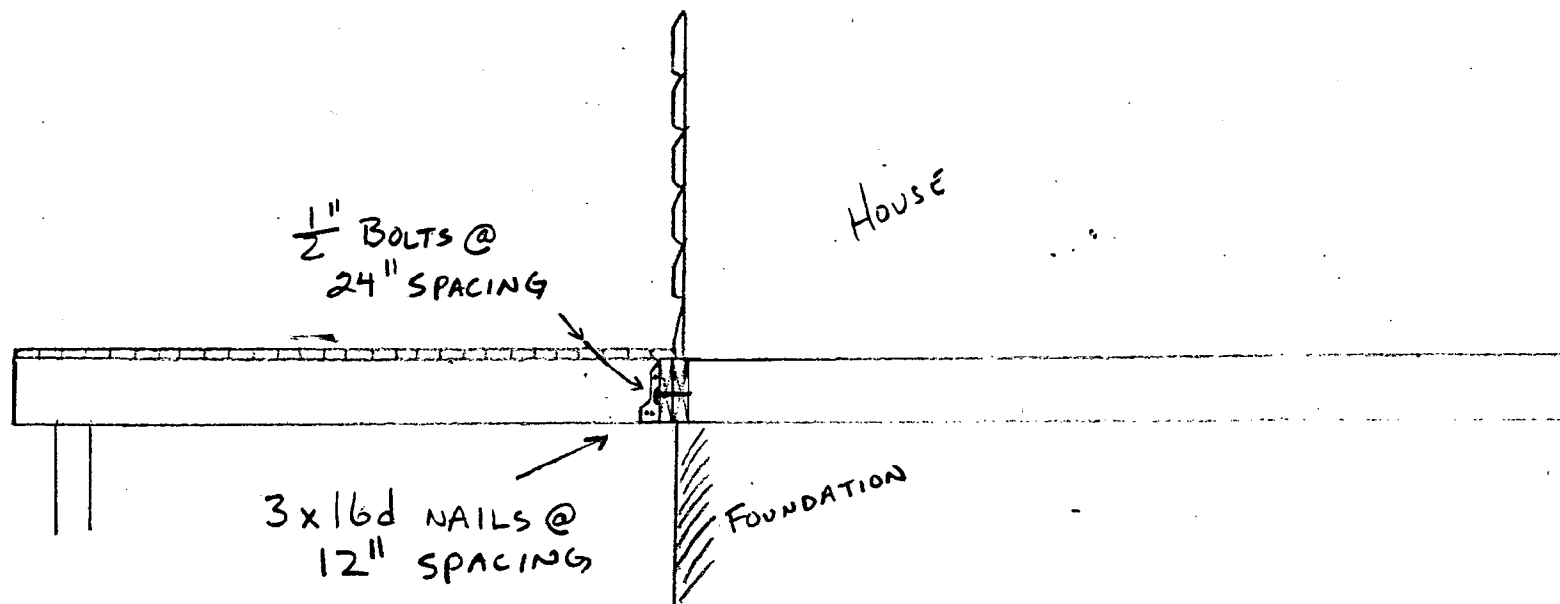 HOUSE
1/2" BOLTS @
24" SPACING
3 x 16d NAILS @
12" SPACING
FOUNDATION